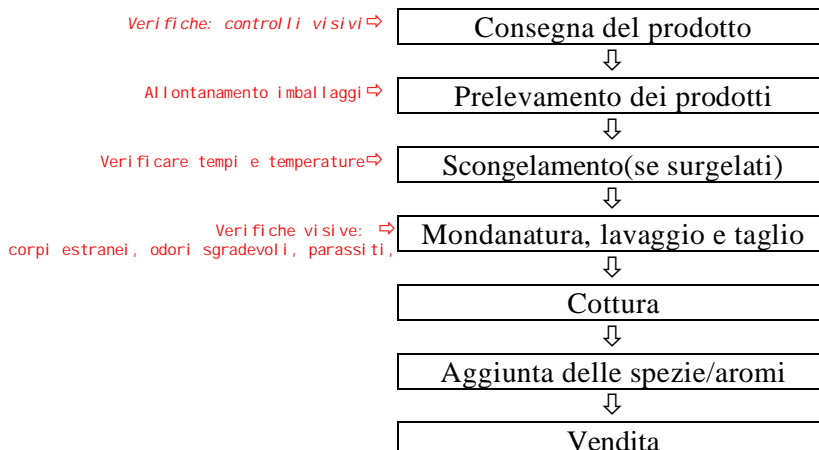 Verifiche: controlli visivi⇨ Consegna del prodotto
Allontanamento imballaggi⇨ Prelevamento dei prodotti
Verificare tempi e temperature⇨ Scongelamento(se surgelati)
Verifiche visive: ⇨ Mondanatura, lavaggio e taglio
corpi estranei, odori sgradevoli, parassiti,
Cottura
Aggiunta delle spezie/aromi
Vendita